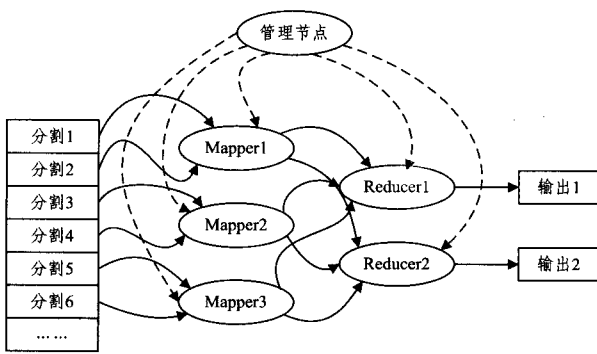 管理节点
分割1
分割2
分割3
分割4
分割5
分割6
……
Mapper1
Mapper2
Mapper3
Reducer1
Reducer2
输出1
输出2